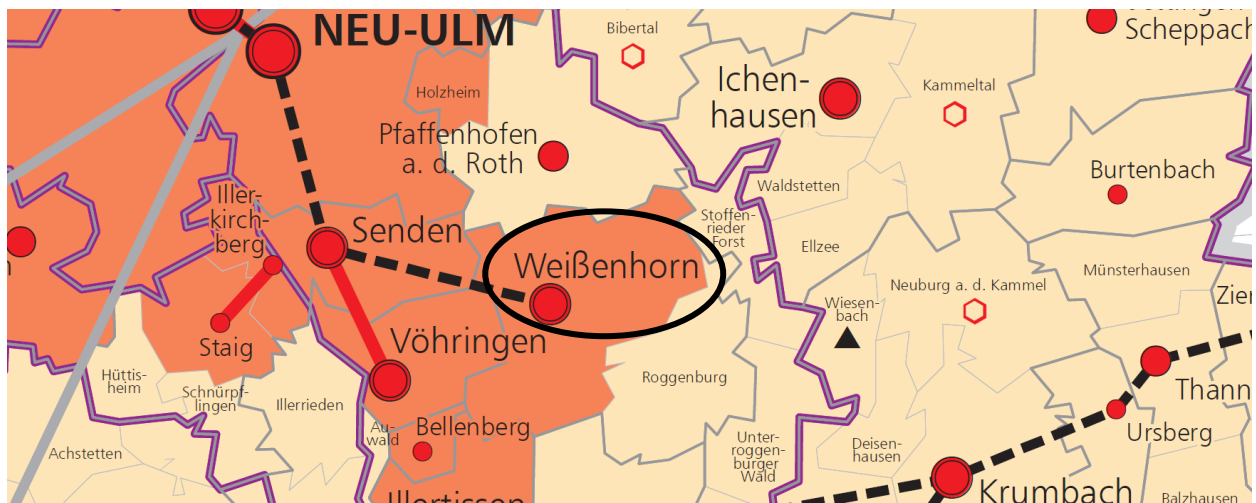 NEU-ULM
Bibertal
Scheppach
Holzheim
Ichen-
hausen
Kammeltal
Pfaffenhofen
a. d. Roth
Burtenbach
Waldstetten
Iller-
kirch-
berg
Senden
Stoffen-
rieder
Forst
Ellzee
Weißenhorn
Münsterhausen
Neuburg a. d. Kammel
Wiesen-
bach
Staig
Vöhringen
Hüttis-
heim
Schnürpf-
lingen
Illerrieden
Roggenburg
Thann
Au-
wald
Bellenberg
Ursberg
Achstetten
Unter-
roggen-
burger
Wald
Deisen-
hausen
Illertissen
Krumbach
Balzhausen